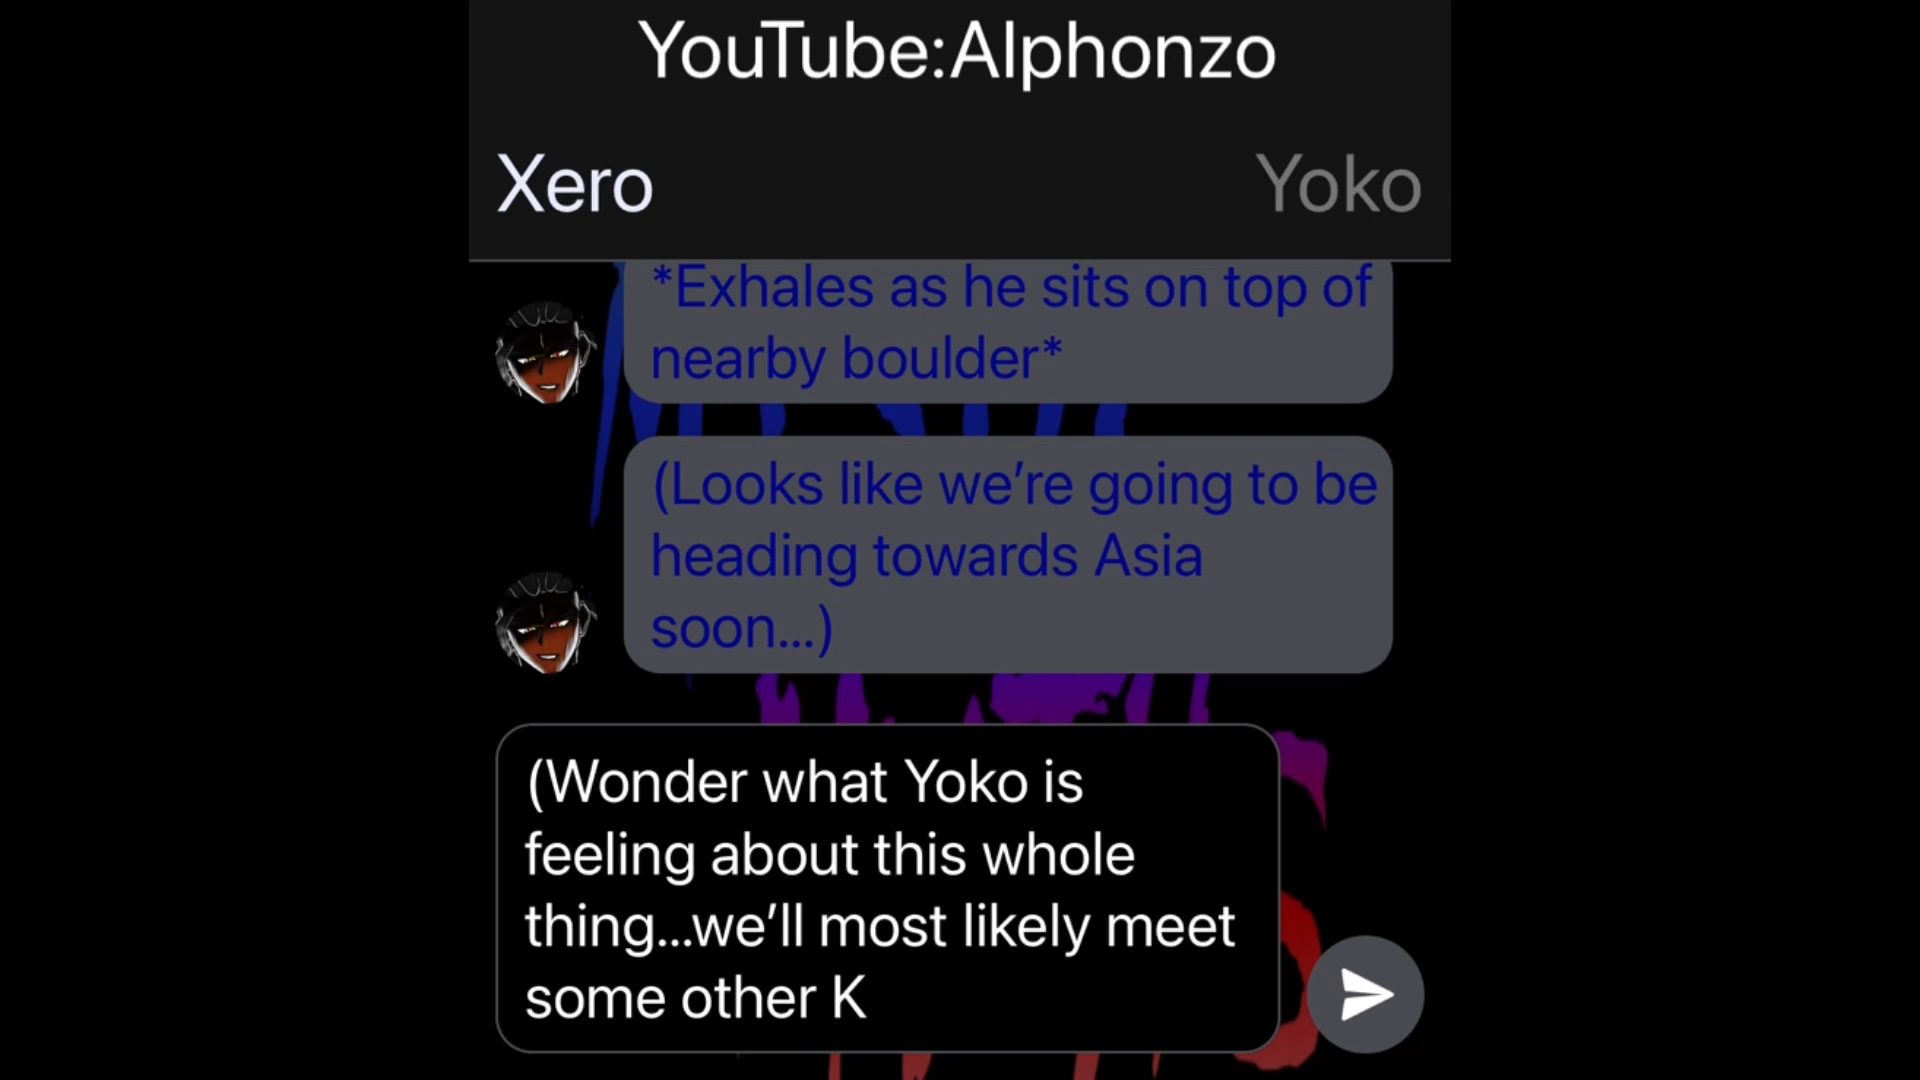 YouTube:Alphonzo
Xero
Yoko
*Exhales as he sits on top of
nearby boulder*
(Looks like we’re going to be
heading towards Asia
soon...)
(Wonder what Yoko is
feeling about this whole
thing...we’ll most likely meet
some other K